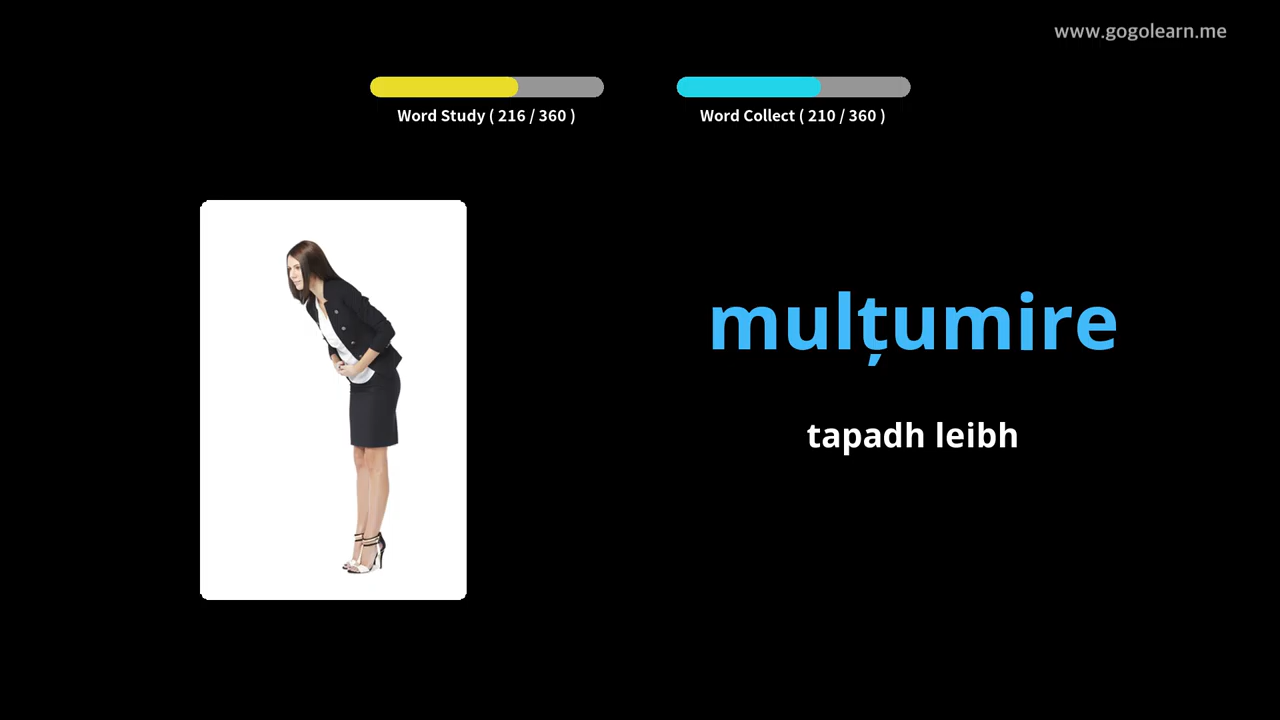 www.gogolearn.me
Word Study ( 216 / 360 )
Word Collect ( 210 / 360 )
mulțumire
tapadh leibh